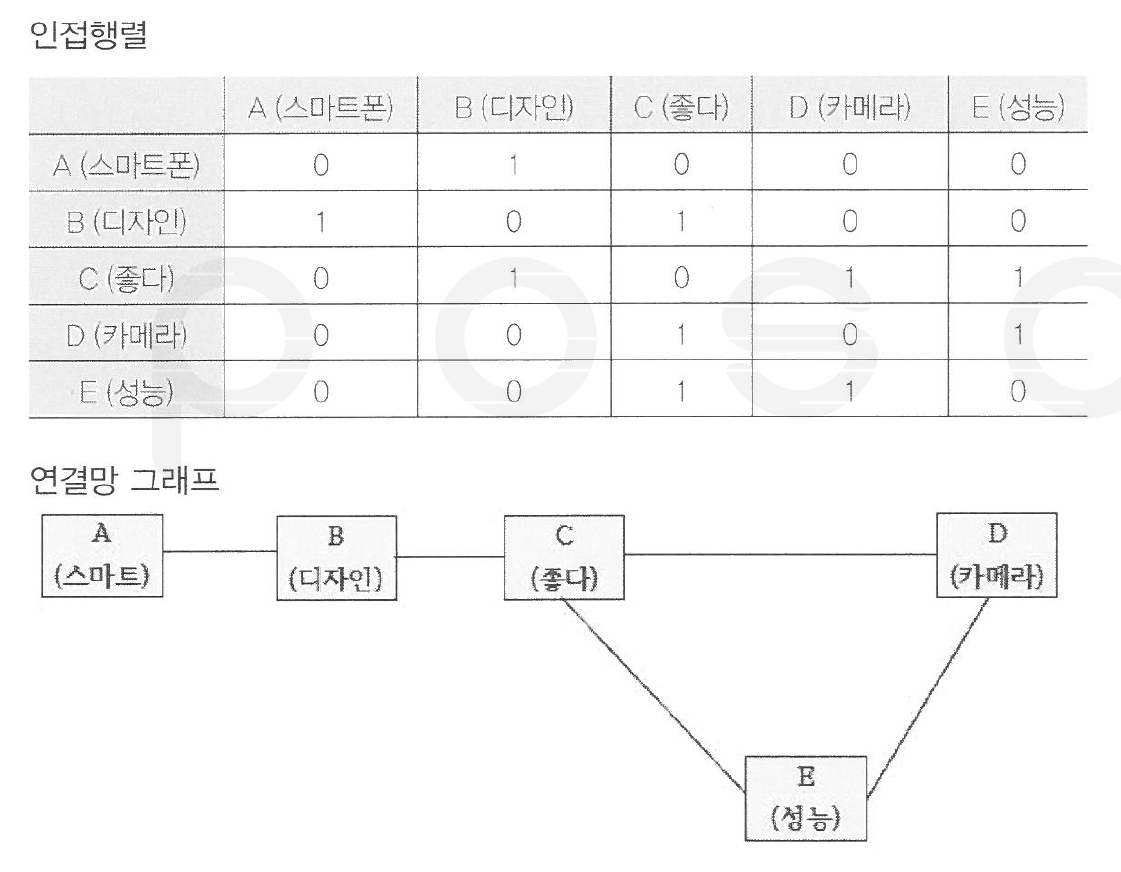 인접행렬
A (스마트폰) B (디자인) C (좋다) D (카메라) E (성능)
A (스마트폰) 0 1 0 0 0
B (디자인) 1 0 1 0 0
C (좋다) 0 1 0 1 1
D (카메라) 0 0 1 0 1
E (성능) 0 0 1 1 0
연결망 그래프
A
(스마트)
B
(디자인)
C
(좋다)
D
(카메라)
E
(성능)